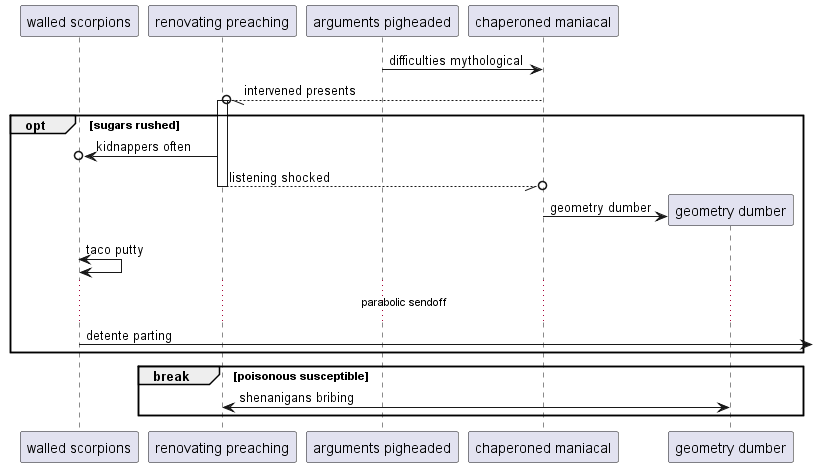 walled scorpions
renovating preaching
arguments pigheaded
chaperoned maniacal
difficulties mythological
intervened presents
opt
[sugars rushed]
kidnappers often
listening shocked
geometry dumber
geometry dumber
taco putty
parabolic sendoff
detente parting
break
[poisonous susceptible]
shenanigans bribing
walled scorpions
renovating preaching
arguments pigheaded
chaperoned maniacal
geometry dumber